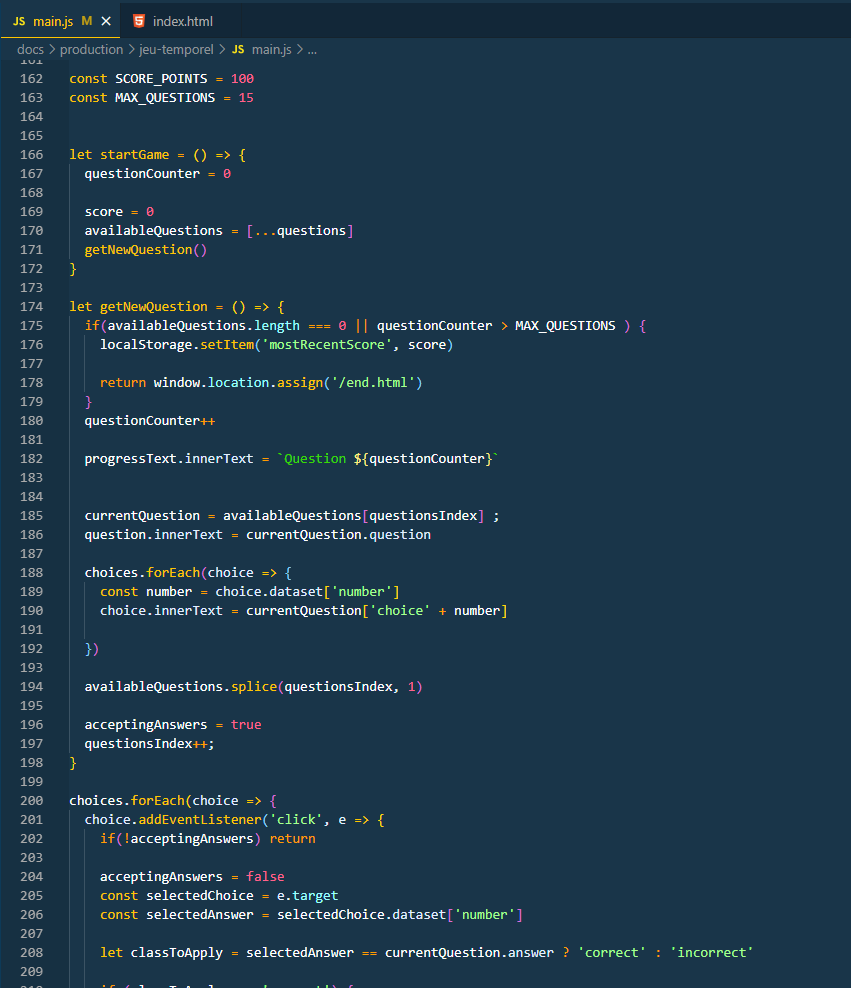 JS main.js M ×
index.html
docs > production > jeu-temporel > JS main.js > ...
161
162 const SCORE_POINTS = 100
163 const MAX_QUESTIONS = 15
164
165
166 let startGame = () => {
167 questionCounter = 0
168
169 score = 0
170 availableQuestions = [...questions]
171 getNewQuestion()
172 }
173
174 let getNewQuestion = () => {
175 if(availableQuestions.length === 0 || questionCounter > MAX_QUESTIONS ) {
176 localStorage.setItem('mostRecentScore', score)
177
178 return window.location.assign('/end.html')
179 }
180 questionCounter++
181
182 progressText.innerText = `Question ${questionCounter}`
183
184
185 currentQuestion = availableQuestions[questionsIndex] ;
186 question.innerText = currentQuestion.question
187
188 choices.forEach(choice => {
189 const number = choice.dataset['number']
190 choice.innerText = currentQuestion['choice' + number]
191
192 })
193
194 availableQuestions.splice(questionsIndex, 1)
195
196 acceptingAnswers = true
197 questionsIndex++;
198 }
199
200 choices.forEach(choice => {
201 choice.addEventListener('click', e => {
202 if(!acceptingAnswers) return
203
204 acceptingAnswers = false
205 const selectedChoice = e.target
206 const selectedAnswer = selectedChoice.dataset['number']
207
208 let classToApply = selectedAnswer == currentQuestion.answer ? 'correct' : 'incorrect'
209